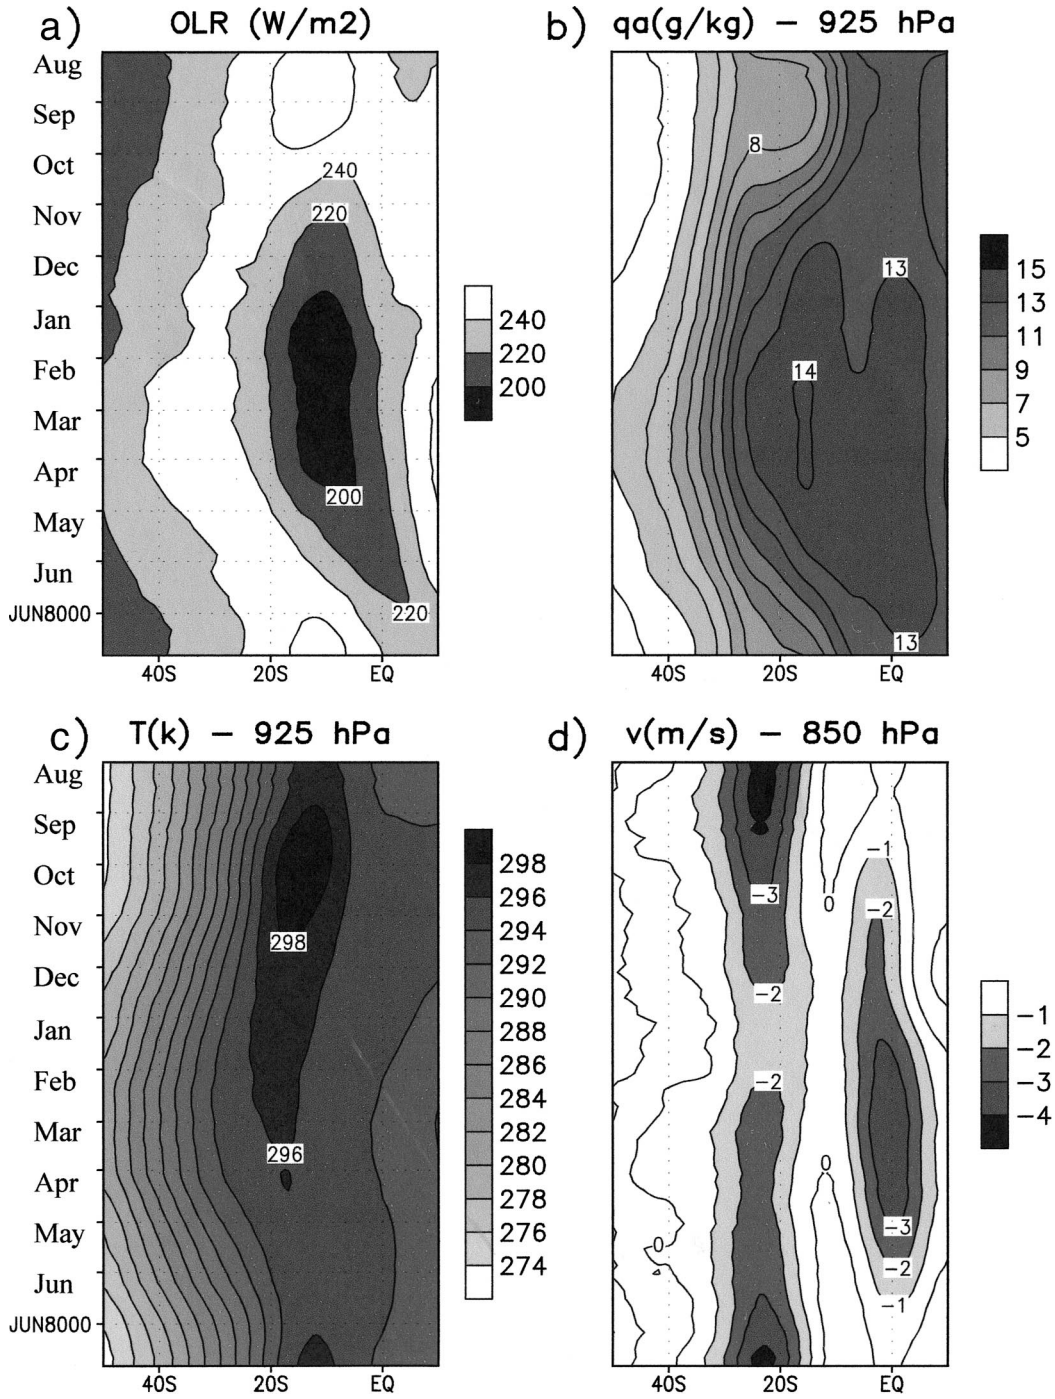 a) OLR (W/m2)
Aug
Sep
Oct
Nov
Dec
Jan
Feb
Mar
Apr
May
Jun
JUN8000
240
220
200
220
40S 20S EQ
240
220
200
b) qa(g/kg) – 925 hPa
8
13
14
13
40S 20S EQ
15
13
11
9
7
5
c) T(k) – 925 hPa
Aug
Sep
Oct
Nov
Dec
Jan
Feb
Mar
Apr
May
Jun
JUN8000
298
296
40S 20S EQ
298
296
294
292
290
288
286
284
282
280
278
276
274
d) v(m/s) – 850 hPa
-1
-3
0
-2
-2
-2
0
-3
0
-2
-1
40S 20S EQ
-1
-2
-3
-4